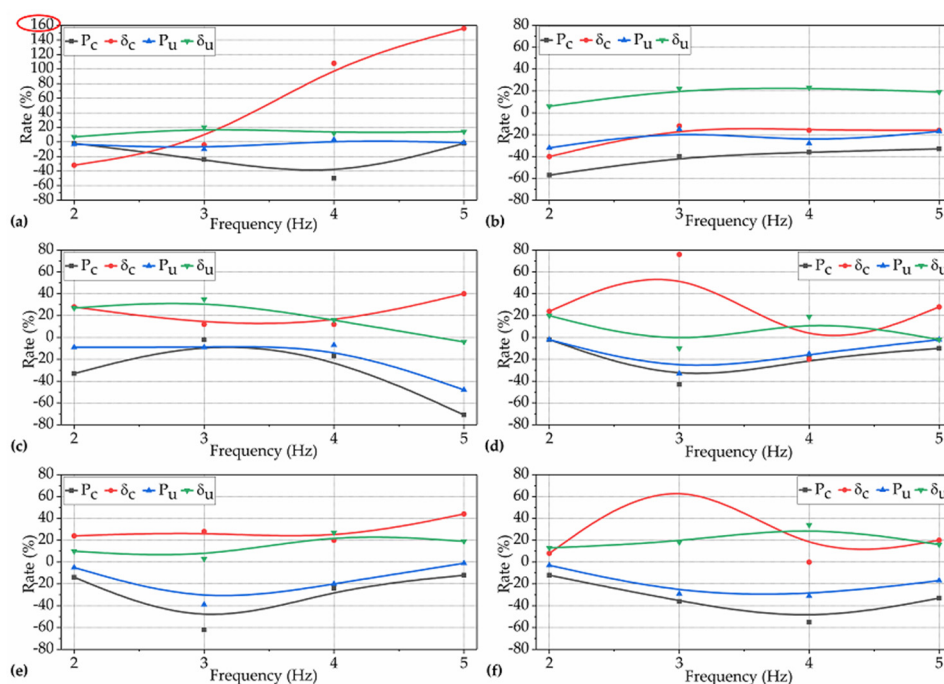 160
140
120
100
80
60
40
20
0
-20
-40
-60
-80
Rate (%)
Pc δc Pu δu
2 3 4 5
(a) Frequency (Hz)
80
60
40
20
0
-20
-40
-60
-80
Rate (%)
Pc δc Pu δu
2 3 4 5
(b) Frequency (Hz)
80
60
40
20
0
-20
-40
-60
-80
Rate (%)
Pc δc Pu δu
2 3 4 5
(c) Frequency (Hz)
80
60
40
20
0
-20
-40
-60
-80
Rate (%)
Pc δc Pu δu
2 3 4 5
(d) Frequency (Hz)
80
60
40
20
0
-20
-40
-60
-80
Rate (%)
Pc δc Pu δu
2 3 4 5
(e) Frequency (Hz)
80
60
40
20
0
-20
-40
-60
-80
Rate (%)
Pc δc Pu δu
2 3 4 5
(f) Frequency (Hz)